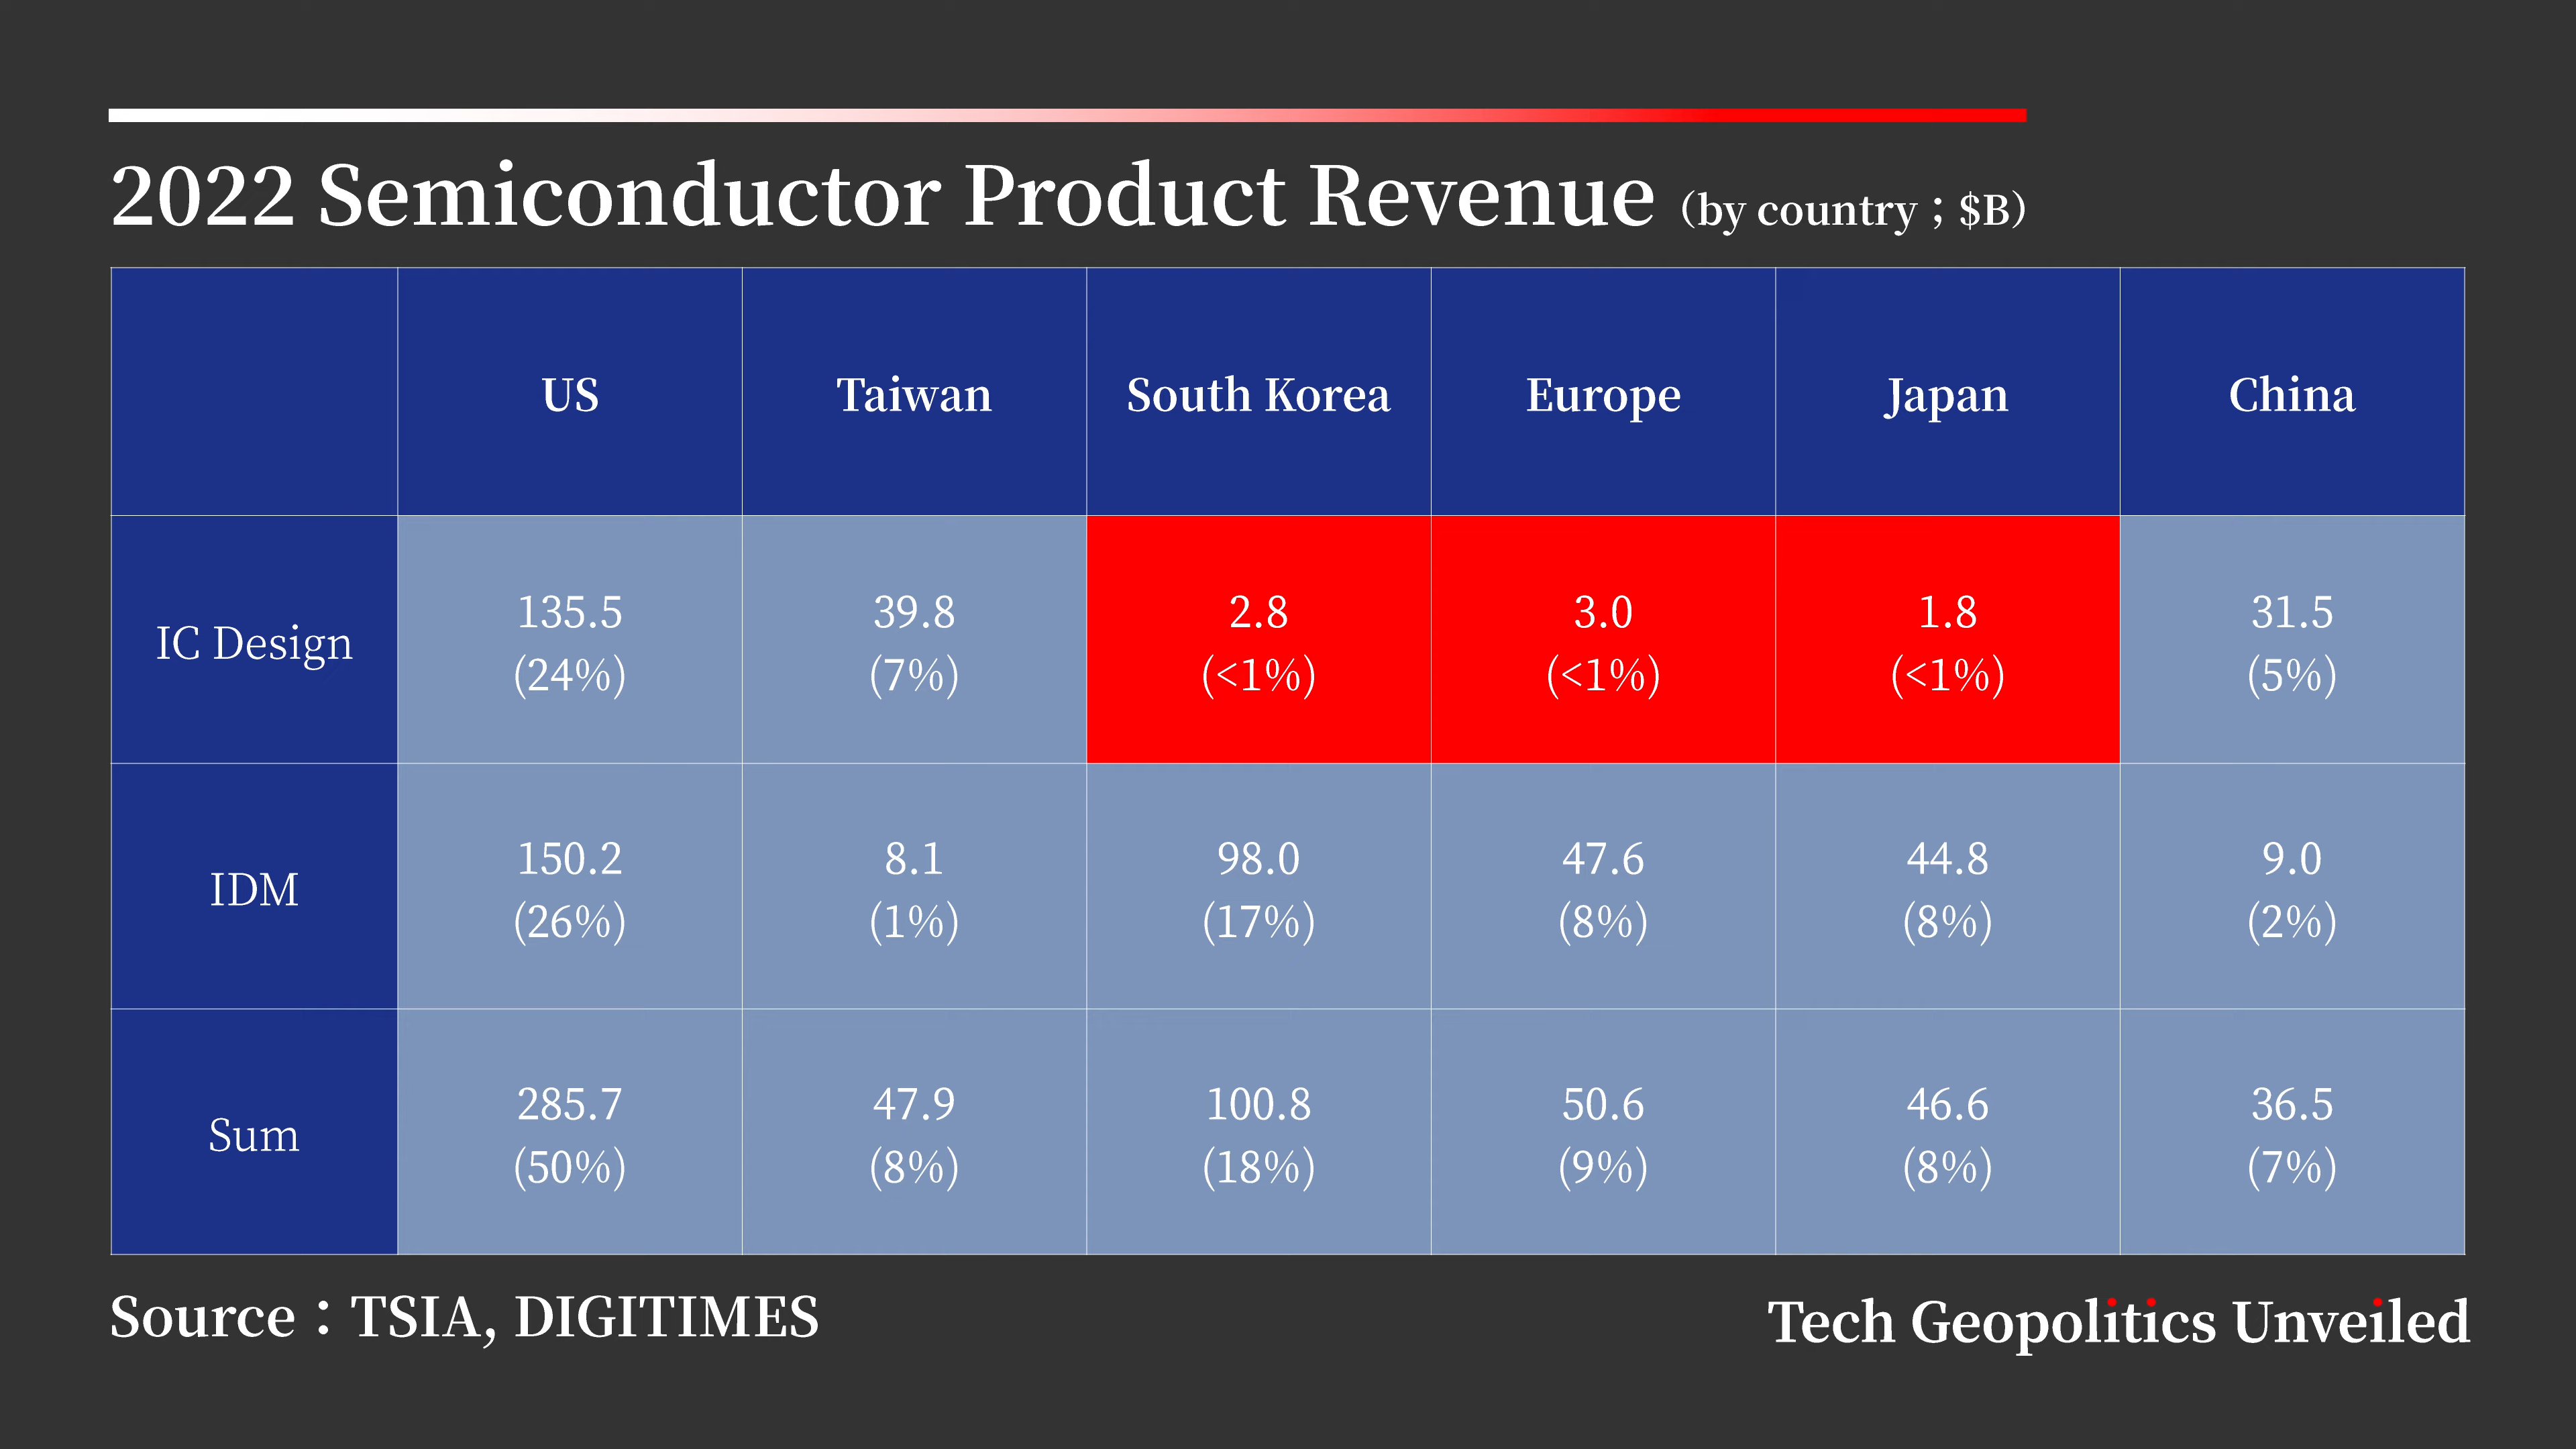 2022 Semiconductor Product Revenue (by country ; $B)
US Taiwan South Korea Europe Japan China
IC Design
135.5 39.8 2.8 3.0 1.8 31.5
(24%) (7%) (<1%) (<1%) (<1%) (5%)
IDM
150.2 8.1 98.0 47.6 44.8 9.0
(26%) (1%) (17%) (8%) (8%) (2%)
Sum
285.7 47.9 100.8 50.6 46.6 36.5
(50%) (8%) (18%) (9%) (8%) (7%)
Source：TSIA, DIGITIMES
Tech Geopolitics Unveiled